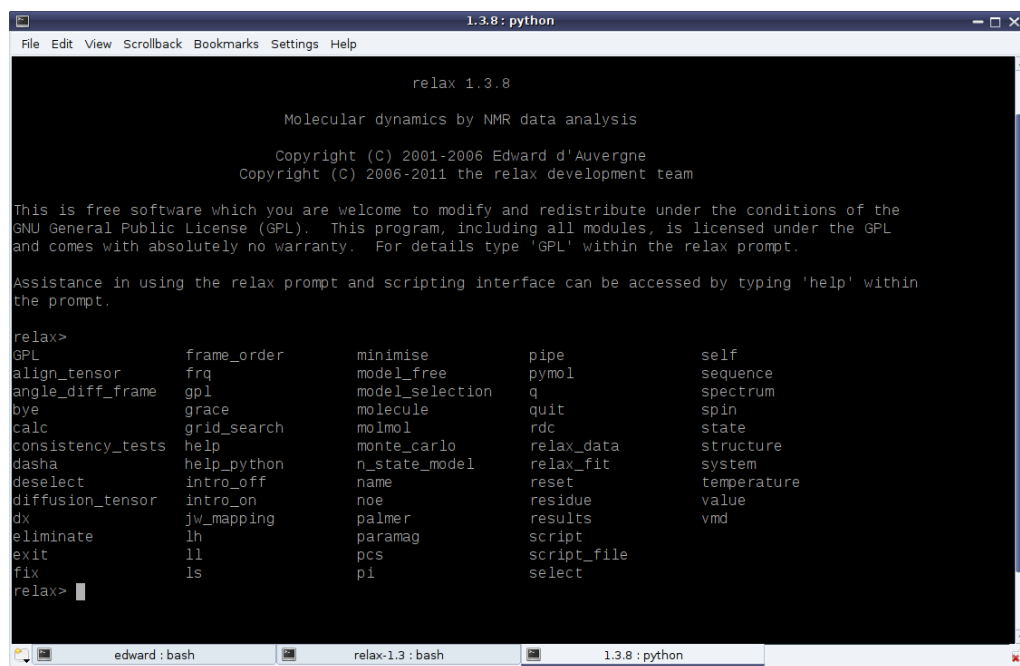 1.3.8 : python
File Edit View Scrollback Bookmarks Settings Help
relax 1.3.8
Molecular dynamics by NMR data analysis
Copyright (C) 2001-2006 Edward d'Auvergne
Copyright (C) 2006-2011 the relax development team
This is free software which you are welcome to modify and redistribute under the conditions of the
GNU General Public License (GPL).  This program, including all modules, is licensed under the GPL
and comes with absolutely no warranty.  For details type 'GPL' within the relax prompt.
Assistance in using the relax prompt and scripting interface can be accessed by typing 'help' within
the prompt.
relax>
GPL frame_order minimise pipe self
align_tensor frq model_free pymol sequence
angle_diff_frame gpl model_selection q spectrum
bye grace molecule quit spin
calc grid_search molmol rdc state
consistency_tests help monte_carlo relax_data structure
dasha help_python n_state_model relax_fit system
deselect intro_off name reset temperature
diffusion_tensor intro_on noe residue value
dx jw_mapping palmer results vmd
eliminate lh paramag script
exit ll pcs script_file
fix ls pi select
relax>
edward : bash relax-1.3 : bash 1.3.8 : python